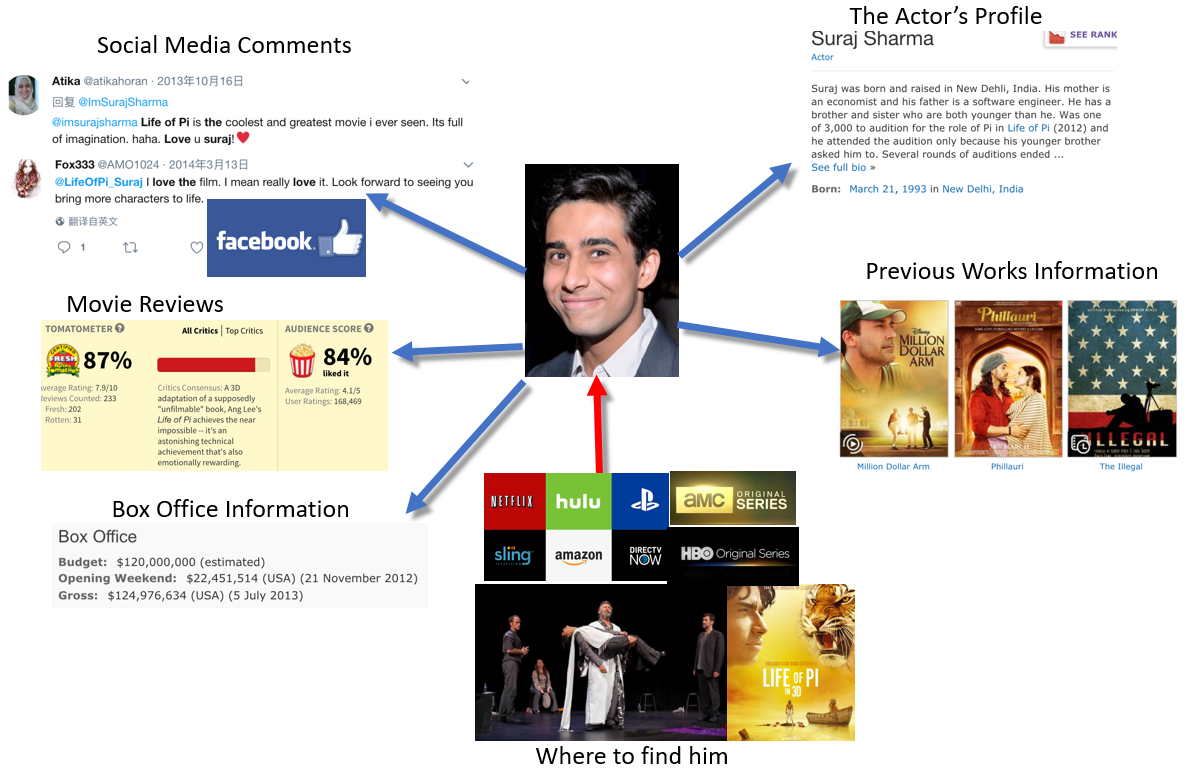 Social Media Comments
Atika @atikahoran · 2013年10月16日
回复 @ImSurajSharma
@imsurajsharma Life of Pi is the coolest and greatest movie i ever seen. Its full
of imagination. haha. Love u suraj!
Fox333 @AMO1024 · 2014年3月13日
@LifeOfPi_Suraj I love the film. I mean really love it. Look forward to seeing you
bring more characters to life.
翻译自英文
1
facebook
The Actor's Profile
Suraj Sharma
SEE RANK
Actor
Suraj was born and raised in New Dehli, India. His mother is
an economist and his father is a software engineer. He has a
brother and sister who are both younger than he. Was one
of 3,000 to audition for the role of Pi in Life of Pi (2012) and
he attended the audition only because his younger brother
asked him to. Several rounds of auditions ended ...
See full bio »
Born: March 21, 1993 in New Delhi, India
Previous Works Information
Disney
MILLION
DOLLAR
ARM
Phillauri
ILLEGAL
Million Dollar Arm
Phillauri
The Illegal
Movie Reviews
TOMATOMETER
All Critics | Top Critics
AUDIENCE SCORE
FRESH
87%
84%
liked it
verage Rating: 7.9/10
eviews Counted: 233
Fresh: 202
Rotten: 31
Critics Consensus: A 3D
adaptation of a supposedly
"unfilmable" book, Ang Lee's
Life of Pi achieves the near
impossible -- it's an
astonishing technical
achievement that's also
emotionally rewarding.
Average Rating: 4.1/5
User Ratings: 168,469
Box Office Information
Box Office
Budget: $120,000,000 (estimated)
Opening Weekend: $22,451,514 (USA) (21 November 2012)
Gross: $124,976,634 (USA) (5 July 2013)
NETFLIX
hulu
amc ORIGINAL
SERIES
sling
TELEVISION
amazon
DIRECTV
NOW
HBO Original Series
LIFE OF PI
IN 3D
Where to find him